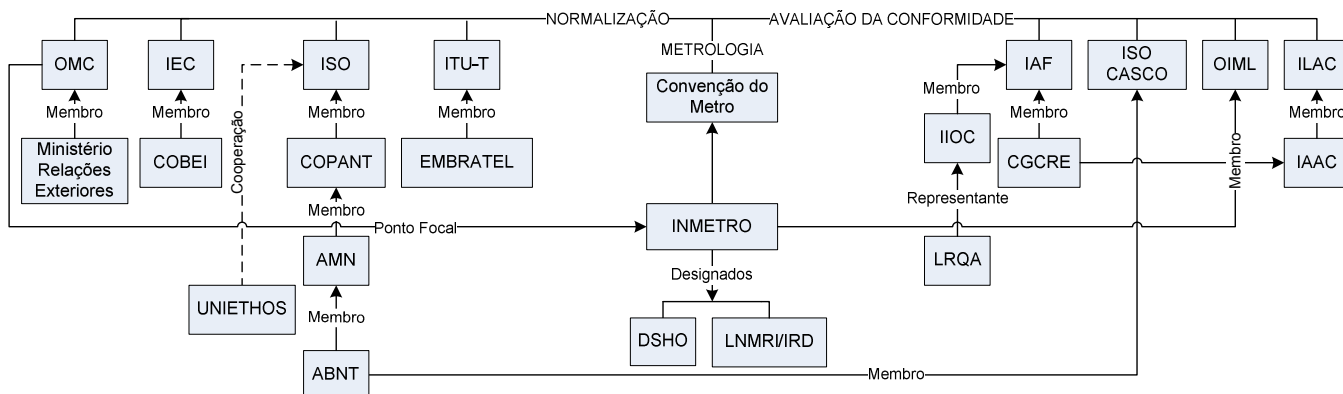 NORMALIZAÇÃO
AVALIAÇÃO DA CONFORMIDADE
METROLOGIA
OMC
IEC
ISO
ITU-T
Convenção do
Metro
IAF
ISO
CASCO
OIML
ILAC
Membro
Membro
Membro
Membro
Membro
Membro
Membro
Cooperação
Ministério
Relações
Exteriores
COBEI
COPANT
EMBRATEL
IIOC
CGCRE
Membro
IAAC
Membro
Representante
Ponto Focal
INMETRO
AMN
LRQA
Designados
UNIETHOS
Membro
DSHO
LNMRI/IRD
ABNT
Membro